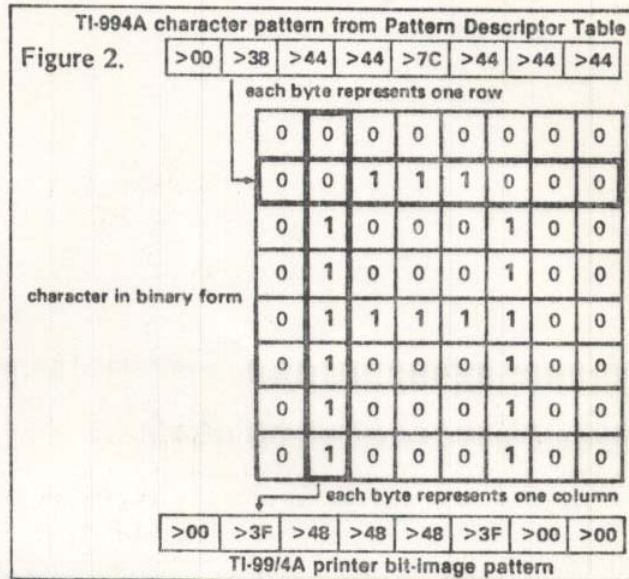 TI-994A character pattern from Pattern Descriptor Table
Figure 2. >00 >38 >44 >44 >7C >44 >44 >44
each byte represents one row
0 0 0 0 0 0 0 0
0 0 1 1 1 0 0 0
0 1 0 0 0 1 0 0
0 1 0 0 0 1 0 0
character in binary form
0 1 1 1 1 1 0 0
0 1 0 0 0 1 0 0
0 1 0 0 0 1 0 0
0 1 0 0 0 1 0 0
each byte represents one column
>00 >3F >48 >48 >48 >3F >00 >00
TI-99/4A printer bit-image pattern